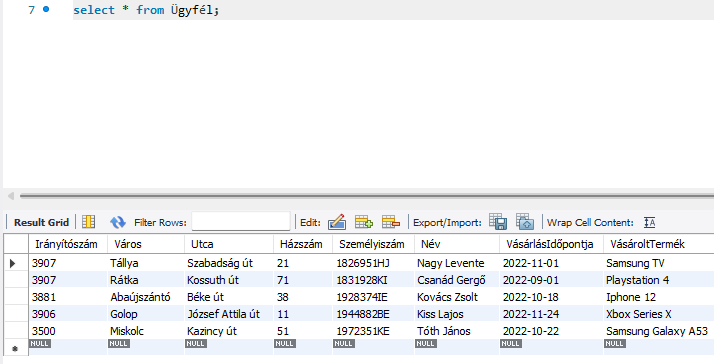 7 select * from Ügyfél;
Result Grid Filter Rows: Edit: Export/Import: Wrap Cell Content: IA
Irányítószám Város Utca Házszám Személyiszám Név VásárlásIdőpontja VásároltTermék
3907 Tállya Szabadság út 21 1826951HJ Nagy Levente 2022-11-01 Samsung TV
3907 Rátka Kossuth út 71 1831928KI Csanád Gergő 2022-09-01 Playstation 4
3881 Abaújszántó Béke út 38 1928374IE Kovács Zsolt 2022-10-18 Iphone 12
3906 Golop József Attila út 11 1944882BE Kiss Lajos 2022-11-24 Xbox Series X
3500 Miskolc Kazincy út 51 1972351KE Tóth János 2022-10-22 Samsung Galaxy A53
NULL NULL NULL NULL NULL NULL NULL NULL